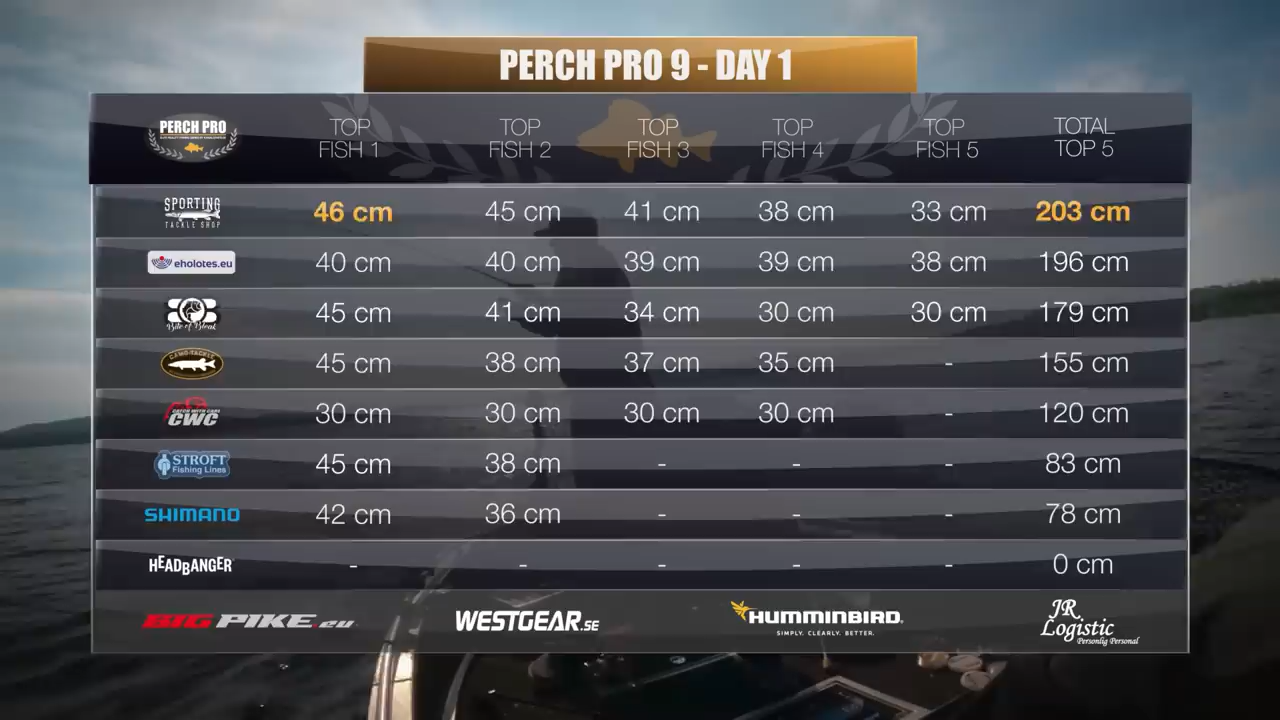 PERCH PRO 9 - DAY 1
PERCH PRO
TOP FISH 1
TOP FISH 2
TOP FISH 3
TOP FISH 4
TOP FISH 5
TOTAL TOP 5
SPORTING TACKLE SHOP 46 cm 45 cm 41 cm 38 cm 33 cm 203 cm
eholotes.eu 40 cm 40 cm 39 cm 39 cm 38 cm 196 cm
Bite of Bleak 45 cm 41 cm 34 cm 30 cm 30 cm 179 cm
CAMO-TACKLE 45 cm 38 cm 37 cm 35 cm - 155 cm
CATCH WITH CARE CWC 30 cm 30 cm 30 cm 30 cm - 120 cm
STROFT Fishing Lines 45 cm 38 cm - - - 83 cm
SHIMANO 42 cm 36 cm - - - 78 cm
HEADBANGER - - - - - 0 cm
BIG PIKE.eu
WESTGEAR.SE
HUMMINBIRD
SIMPLY. CLEARLY. BETTER.
JR
Logistic
Personlig Personal